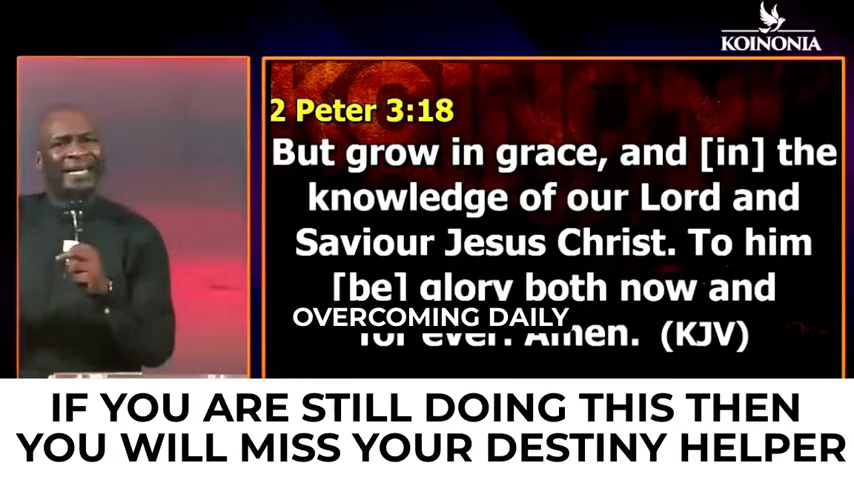 KOINONIA
2 Peter 3:18
But grow in grace, and [in] the
knowledge of our Lord and
Saviour Jesus Christ. To him
[be] glory both now and
OVERCOMING DAILY
for ever. Amen. (KJV)
IF YOU ARE STILL DOING THIS THEN
YOU WILL MISS YOUR DESTINY HELPER